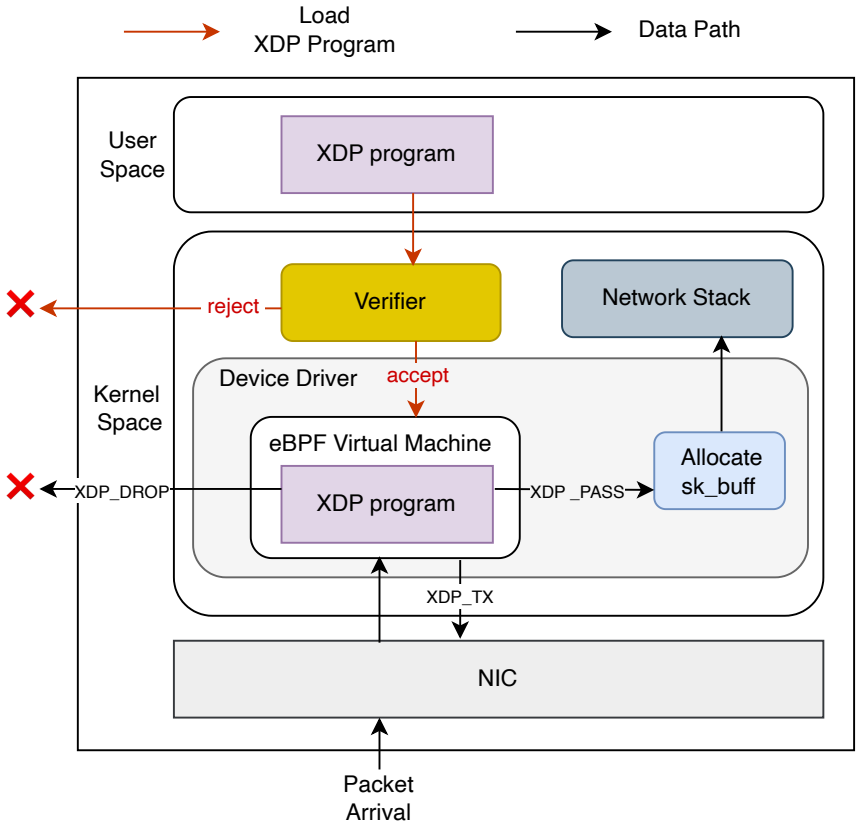 Load
XDP Program
Data Path
User
Space
XDP program
Verifier
reject
Network Stack
Device Driver
accept
Kernel
Space
eBPF Virtual Machine
XDP program
XDP_DROP
XDP _PASS
Allocate
sk_buff
XDP_TX
NIC
Packet
Arrival